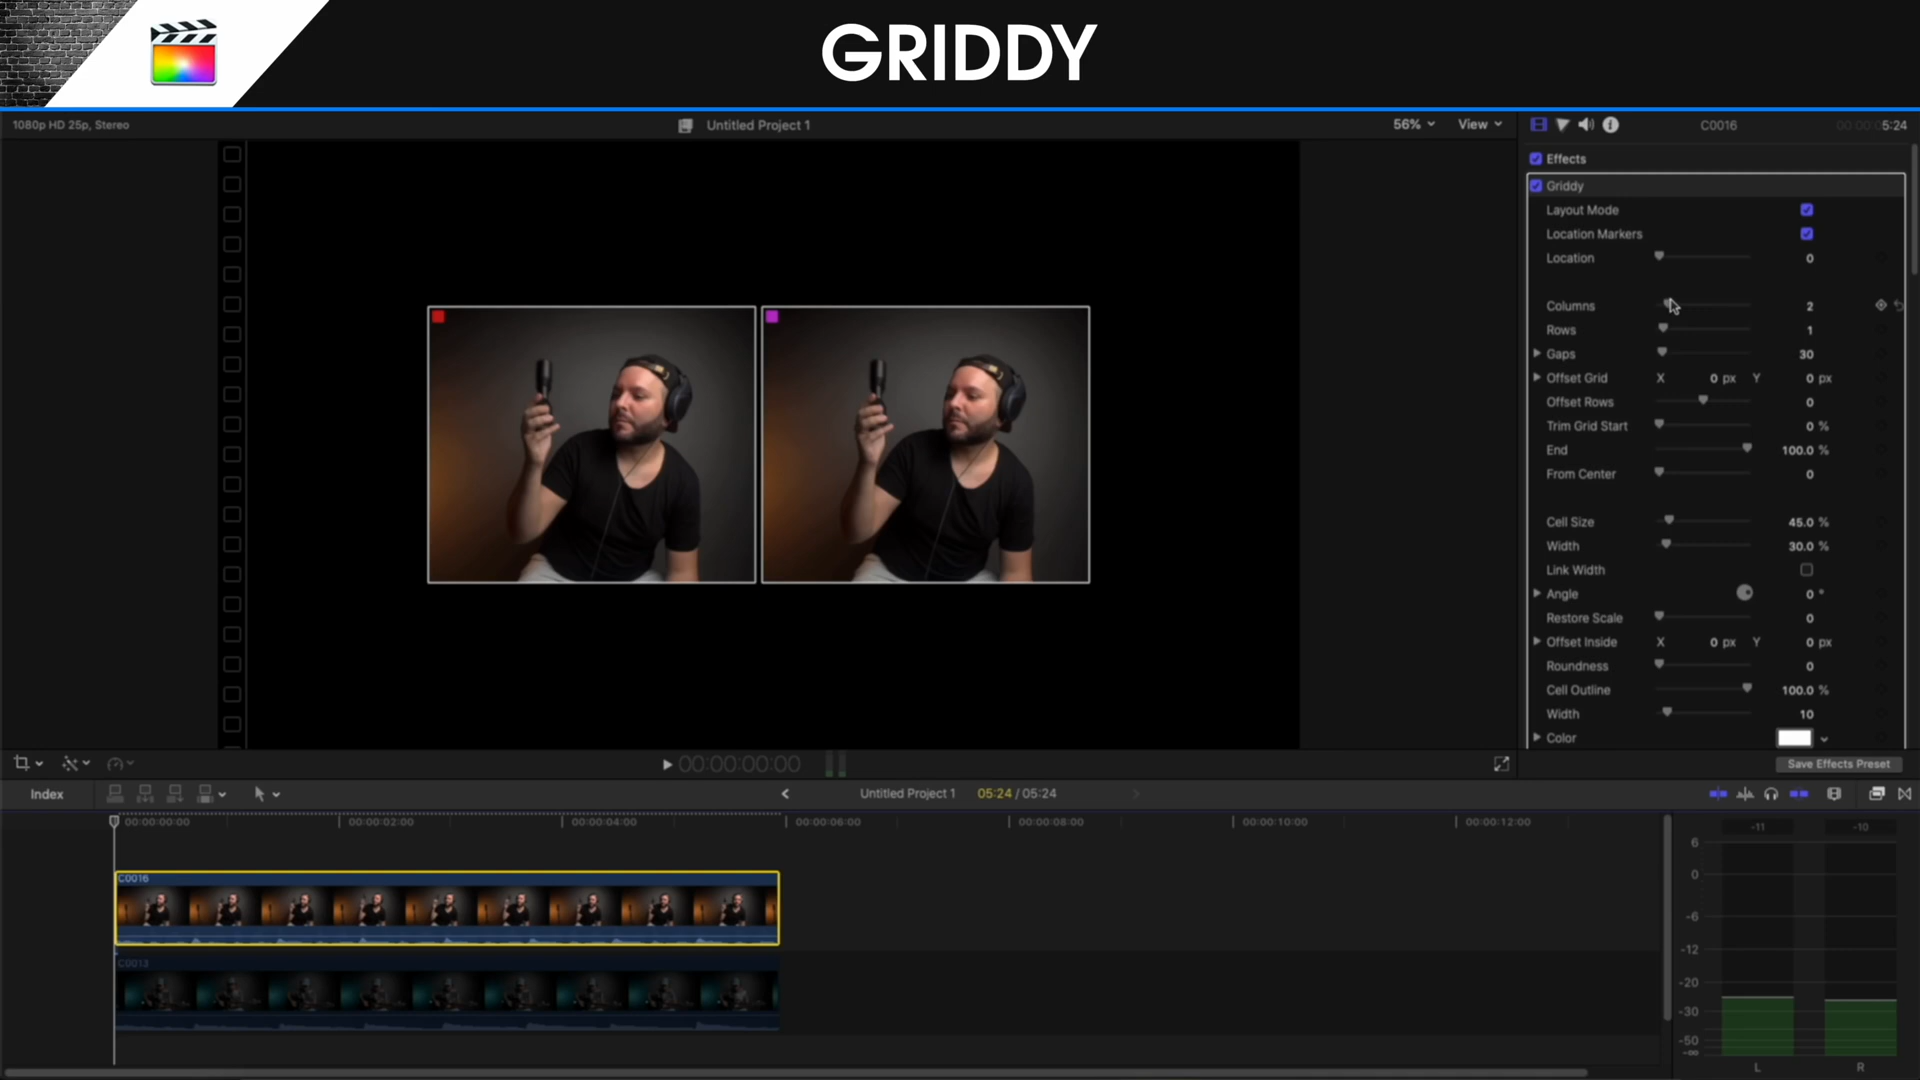 GRIDDY
1080p HD 25p, Stereo
Untitled Project 1
56%
View
C0016
00:00:05:24
Effects
Griddy
Layout Mode
Location Markers
Location 0
Columns 2
Rows 1
Gaps 30
Offset Grid X 0 px Y 0 px
Offset Rows 0
Trim Grid Start 0 %
End 100.0 %
From Center 0
Cell Size 45.0 %
Width 30.0 %
Link Width
Angle 0 °
Restore Scale 0
Offset Inside X 0 px Y 0 px
Roundness 0
Cell Outline 100.0 %
Width 10
Color
00:00:00:00
Save Effects Preset
Index
Untitled Project 1
05:24 / 05:24
00:00:00:00
00:00:02:00
00:00:04:00
00:00:06:00
00:00:08:00
00:00:10:00
00:00:12:00
C0016
C0013
-11
-10
6
0
-6
-12
-20
-30
-50
-∞
L
R